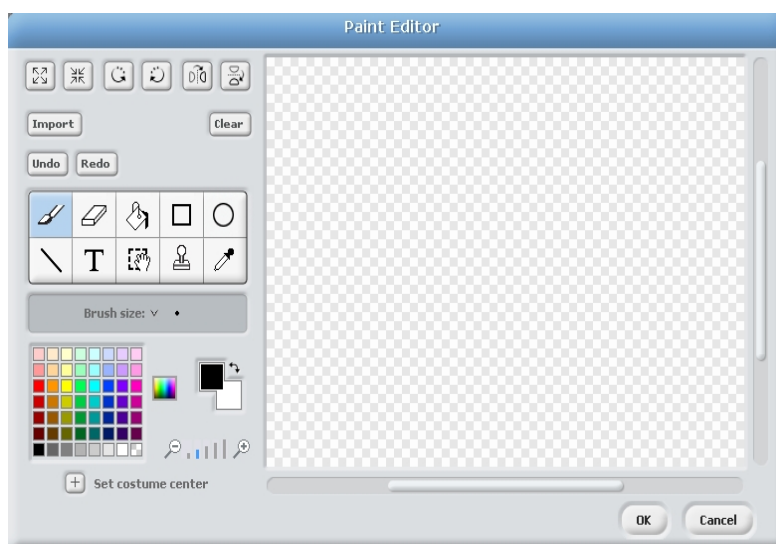 Paint Editor
Import
Clear
Undo
Redo
T
Brush size:
Set costume center
OK
Cancel